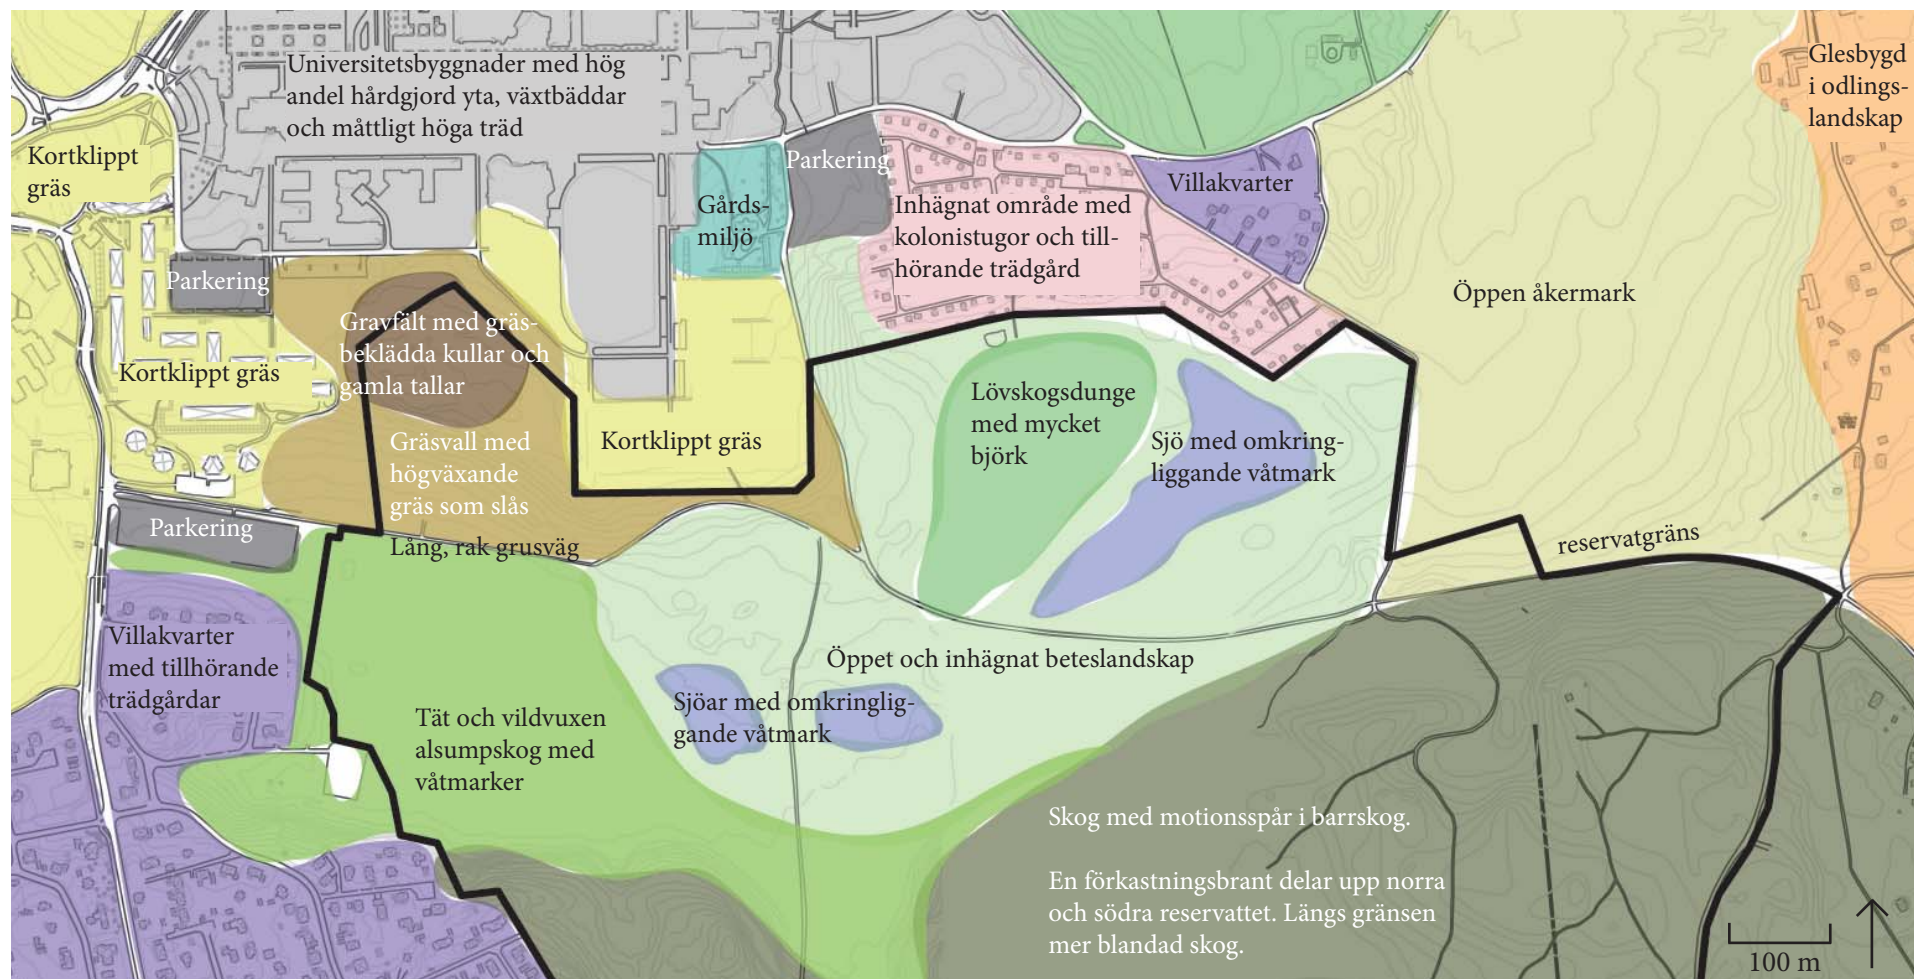 Universitetsbyggnader med hög
andel hårdgjord yta, växtbäddar
och måttligt höga träd
Glesbygd
i odlings-
landskap
Kortklippt
gräs
Parkering
Villakvarter
Gårds-
miljö
Inhägnat område med
kolonistugor och till-
hörande trädgård
Parkering
Öppen åkermark
Gravfält med gräs-
beklädda kullar och
gamla tallar
Kortklippt gräs
Lövskogsdunge
med mycket
björk
Sjö med omkring-
liggande våtmark
Gräsvall med
högväxande
gräs som slås
Kortklippt gräs
Parkering
Lång, rak grusväg
reservatgräns
Villakvarter
med tillhörande
trädgårdar
Öppet och inhägnat beteslandskap
Sjöar med omkringlig-
gande våtmark
Tät och vildvuxen
alsumpskog med
våtmarker
Skog med motionsspår i barrskog.
En förkastningsbrant delar upp norra
och södra reservattet. Längs gränsen
mer blandad skog.
100 m